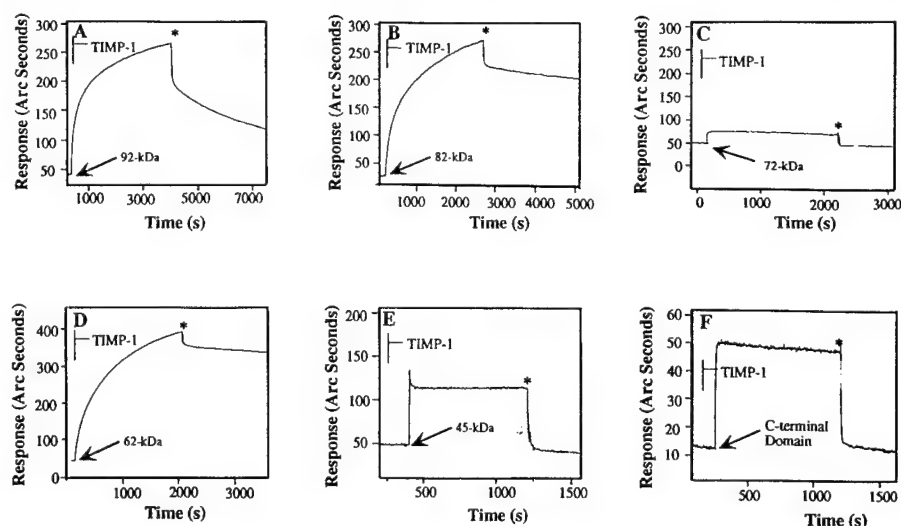 A
Response (Arc Seconds)
300
250
200
150
100
50
TIMP-1
*
92-kDa
1000
3000
5000
7000
Time (s)
B
Response (Arc Seconds)
300
250
200
150
100
50
TIMP-1
*
82-kDa
1000
2000
3000
4000
5000
Time (s)
C
Response (Arc Seconds)
300
250
200
150
100
50
0
TIMP-1
*
72-kDa
0
1000
2000
3000
Time (s)
D
Response (Arc Seconds)
400
300
200
100
0
TIMP-1
*
62-kDa
1000
2000
3000
Time (s)
E
Response (Arc Seconds)
200
150
100
50
TIMP-1
*
45-kDa
500
1000
1500
Time (s)
F
Response (Arc Seconds)
60
50
40
30
20
10
TIMP-1
*
C-terminal
Domain
500
1000
1500
Time (s)